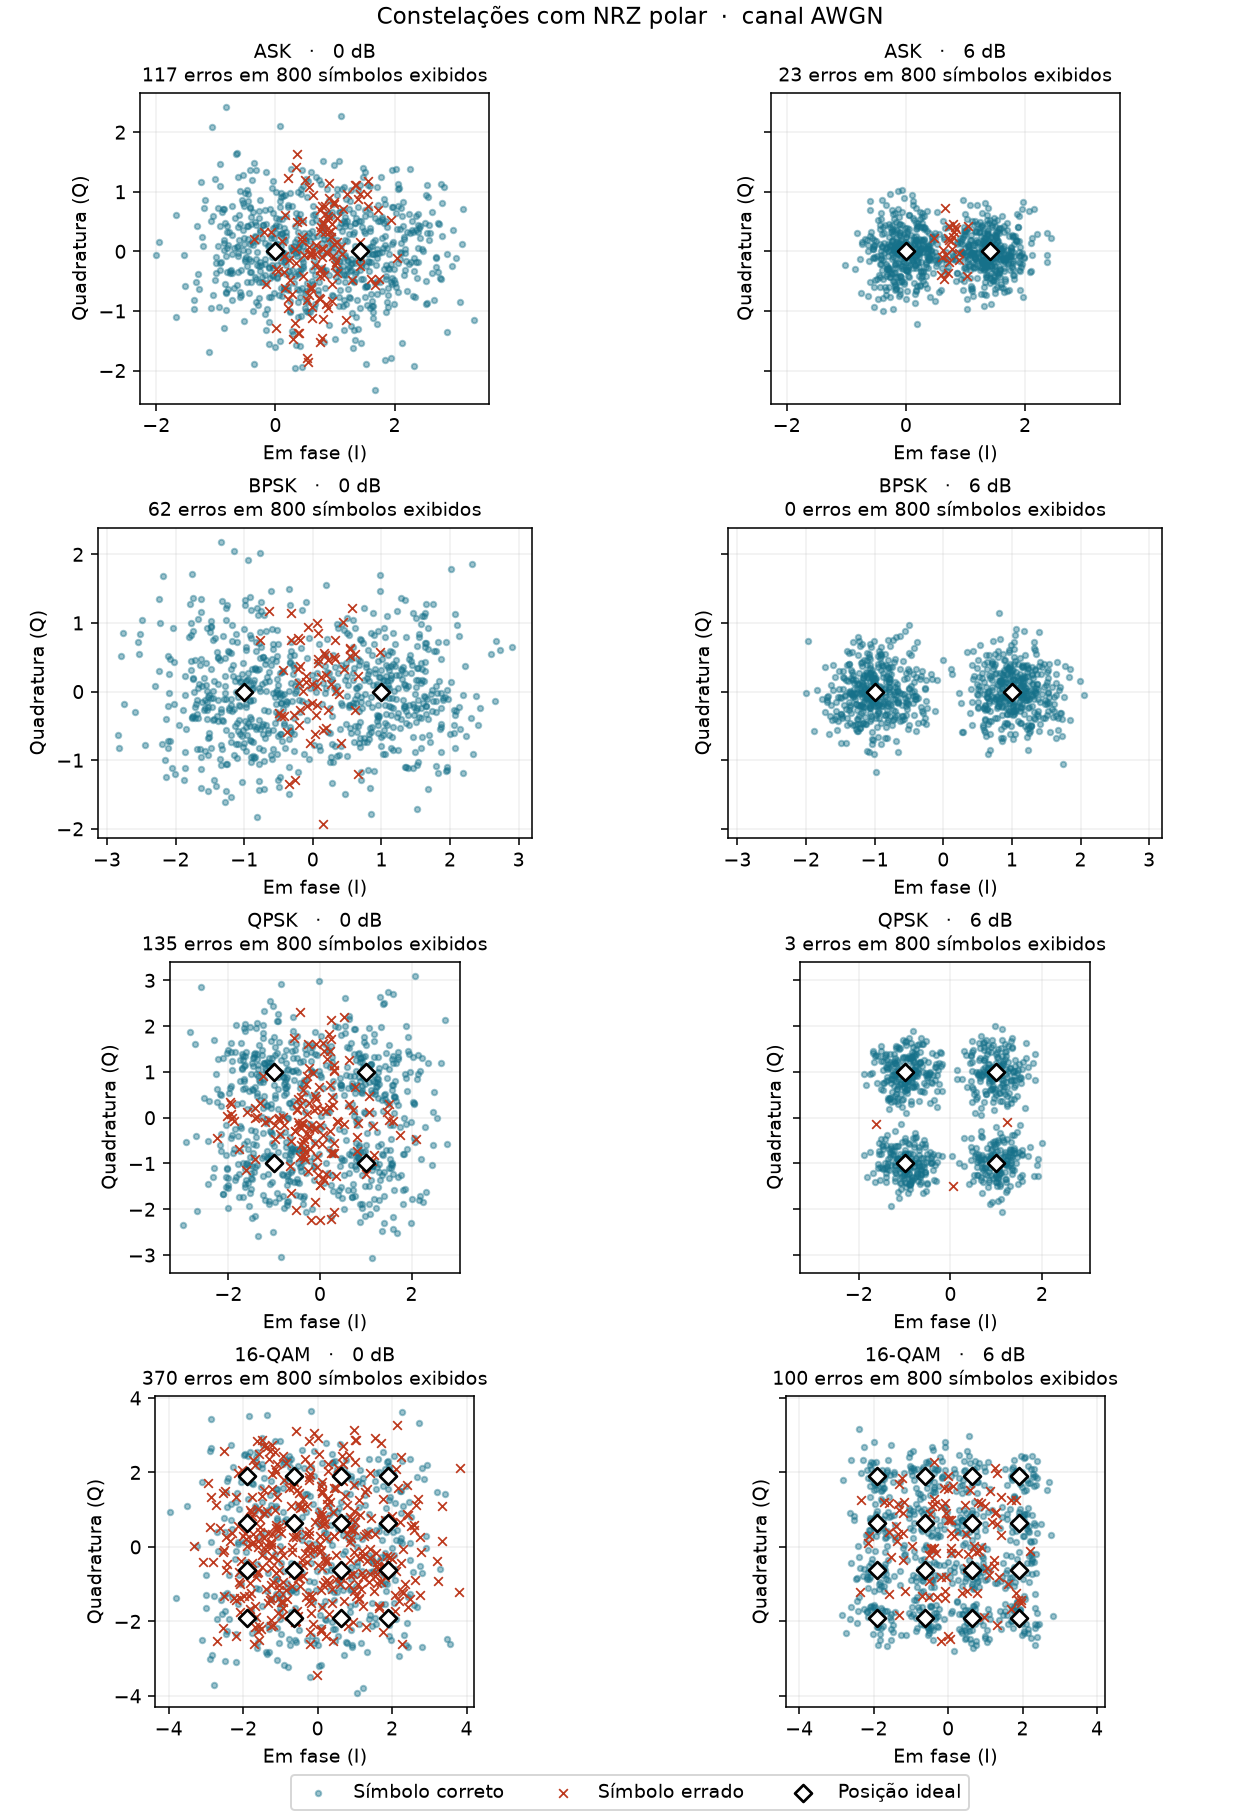 Constelações com NRZ polar · canal AWGN
ASK · 0 dB
117 erros em 800 símbolos exibidos
2
1
0
−1
−2
Quadratura (Q)
−2 0 2
Em fase (I)
ASK · 6 dB
23 erros em 800 símbolos exibidos
Quadratura (Q)
−2 0 2
Em fase (I)
BPSK · 0 dB
62 erros em 800 símbolos exibidos
2
1
0
−1
−2
Quadratura (Q)
−3 −2 −1 0 1 2 3
Em fase (I)
BPSK · 6 dB
0 erros em 800 símbolos exibidos
Quadratura (Q)
−3 −2 −1 0 1 2 3
Em fase (I)
QPSK · 0 dB
135 erros em 800 símbolos exibidos
3
2
1
0
−1
−2
−3
Quadratura (Q)
−2 0 2
Em fase (I)
QPSK · 6 dB
3 erros em 800 símbolos exibidos
Quadratura (Q)
−2 0 2
Em fase (I)
16-QAM · 0 dB
370 erros em 800 símbolos exibidos
4
2
0
−2
−4
Quadratura (Q)
−4 −2 0 2 4
Em fase (I)
16-QAM · 6 dB
100 erros em 800 símbolos exibidos
Quadratura (Q)
−4 −2 0 2 4
Em fase (I)
Símbolo correto Símbolo errado Posição ideal